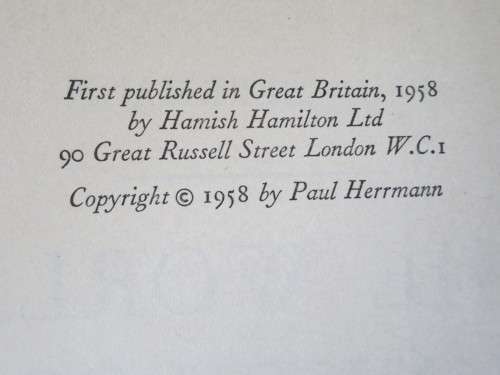 First published in Great Britain, 1958
by Hamish Hamilton Ltd
90 Great Russell Street London W.C.1
Copyright © 1958 by Paul Herrmann